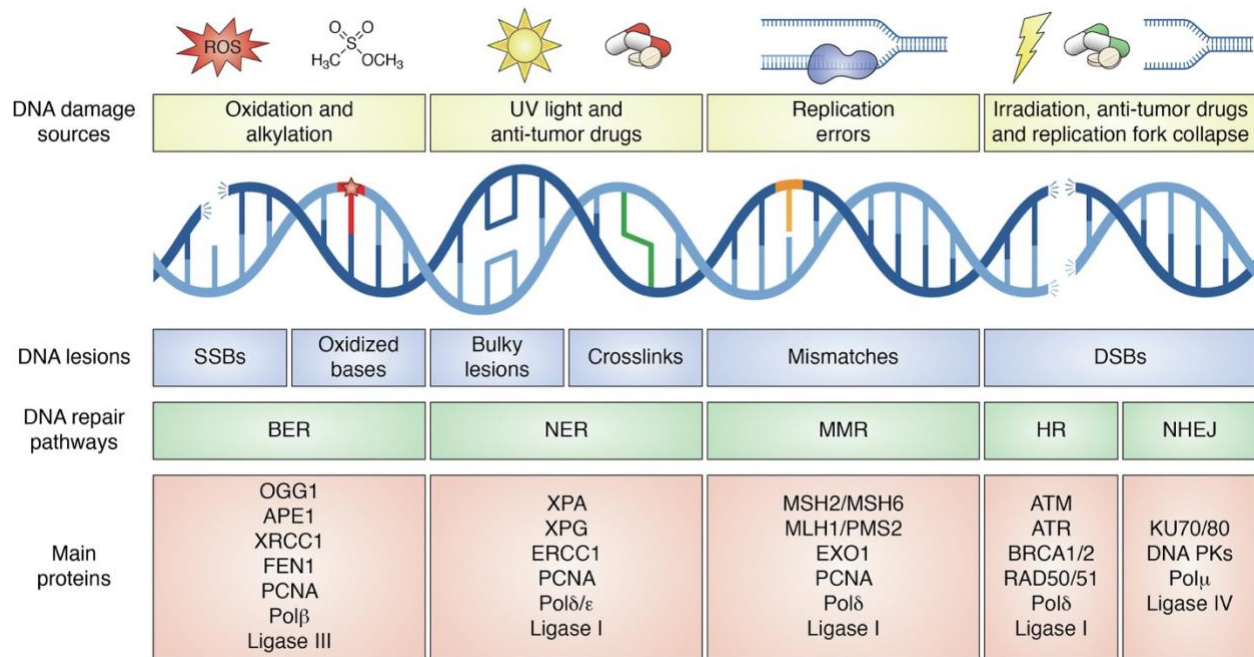 ROS
O O
S
H₃C OCH₃
DNA damage
sources
Oxidation and
alkylation
UV light and
anti-tumor drugs
Replication
errors
Irradiation, anti-tumor drugs
and replication fork collapse
DNA lesions
SSBs
Oxidized
bases
Bulky
lesions
Crosslinks
Mismatches
DSBs
DNA repair
pathways
BER
NER
MMR
HR
NHEJ
Main
proteins
OGG1
APE1
XRCC1
FEN1
PCNA
Polβ
Ligase III
XPA
XPG
ERCC1
PCNA
Polδ/ε
Ligase I
MSH2/MSH6
MLH1/PMS2
EXO1
PCNA
Polδ
Ligase I
ATM
ATR
BRCA1/2
RAD50/51
Polδ
Ligase I
KU70/80
DNA PKs
Polμ
Ligase IV